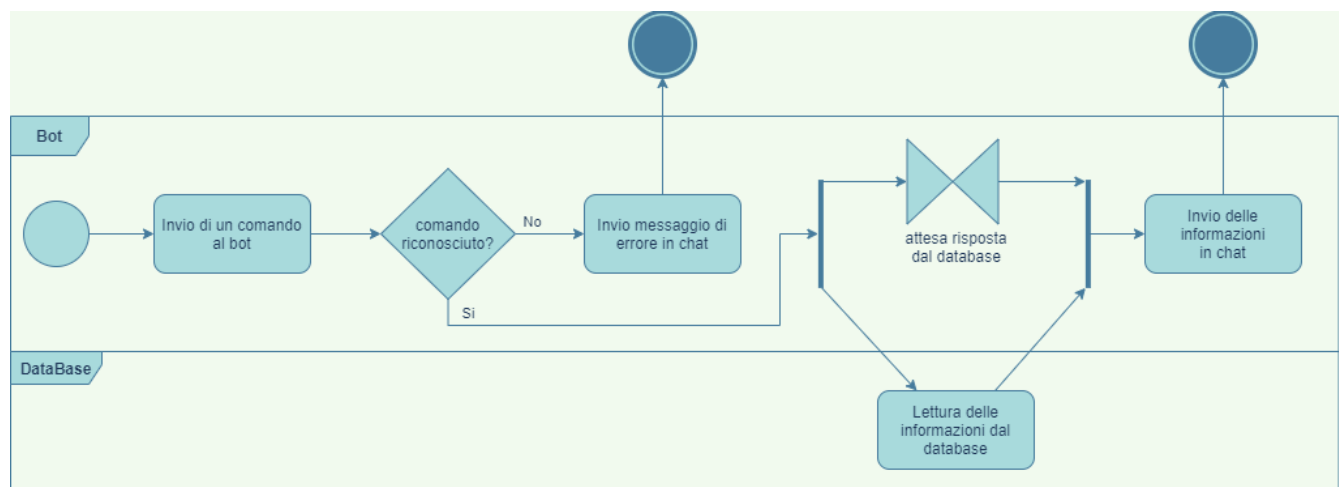 Bot
Invio di un comando
al bot
comando
riconosciuto?
No
Invio messaggio di
errore in chat
Si
attesa risposta
dal database
Invio delle
informazioni
in chat
DataBase
Lettura delle
informazioni dal
database